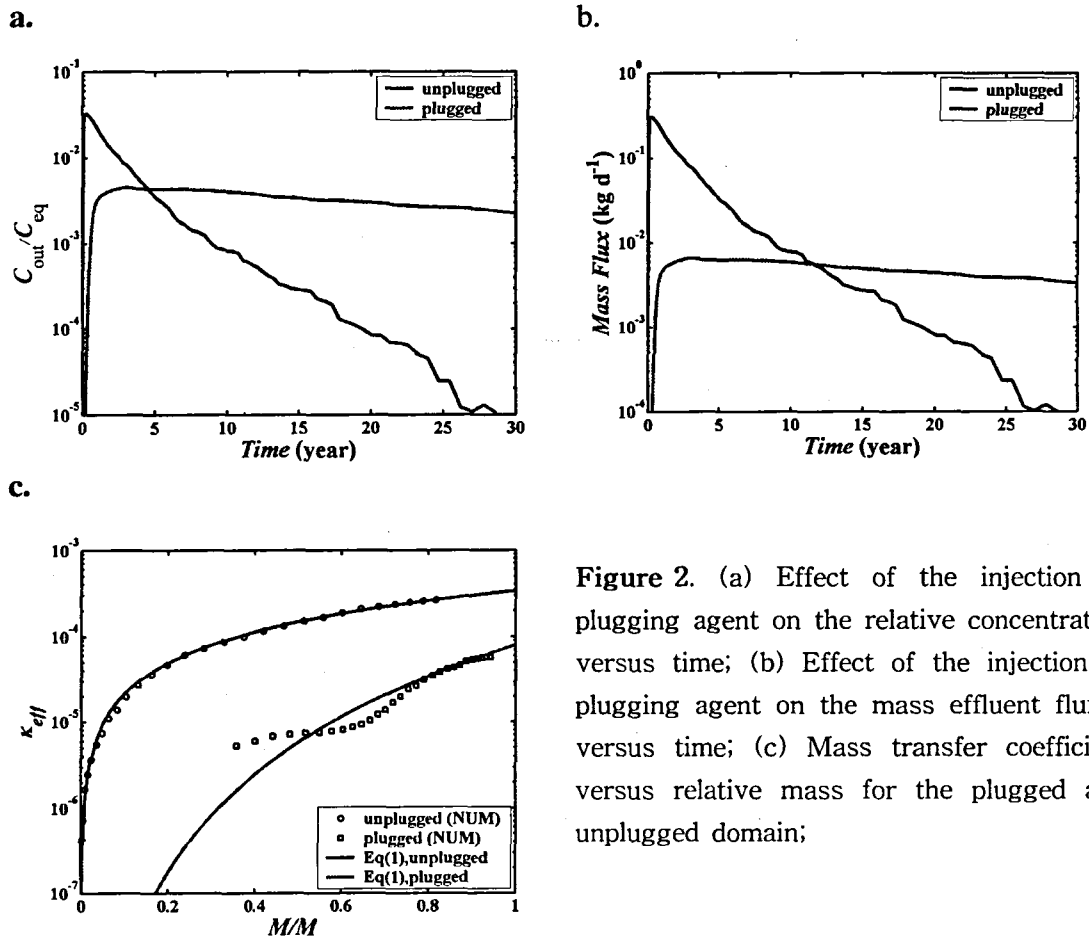 a.
b.
10^-1
10^-2
10^-3
10^-4
10^-5
C_out/C_eq
unplugged
plugged
0 5 10 15 20 25 30
Time (year)
10^0
10^-1
10^-2
10^-3
10^-4
Mass Flux (kg d^-1)
unplugged
plugged
0 5 10 15 20 25 30
Time (year)
c.
10^-3
10^-4
10^-5
10^-6
10^-7
κ_eff
unplugged (NUM)
plugged (NUM)
Eq(1),unplugged
Eq(1),plugged
0 0.2 0.4 0.6 0.8 1
M/M
Figure 2. (a) Effect of the injection
plugging agent on the relative concentrat
versus time; (b) Effect of the injection
plugging agent on the mass effluent flu
versus time; (c) Mass transfer coeffici
versus relative mass for the plugged a
unplugged domain;